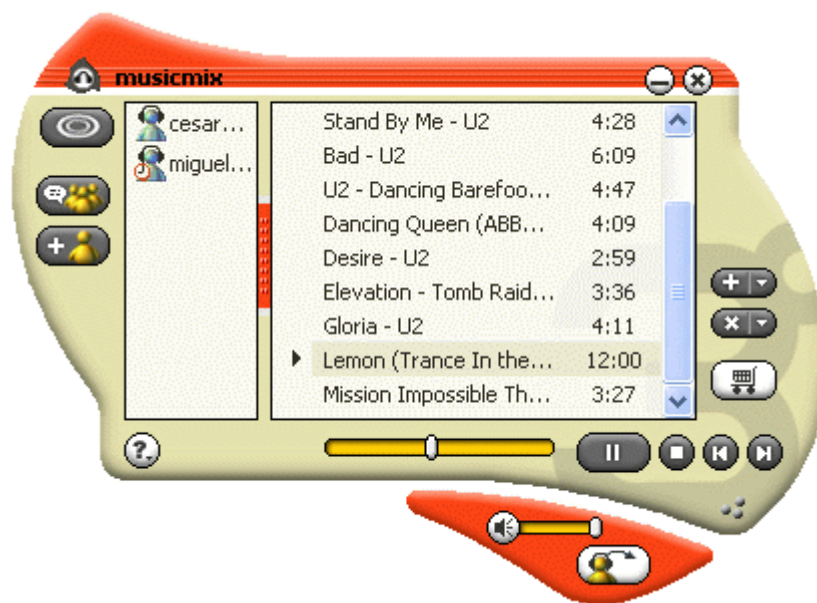 musicmix
cesar...
miguel...
Stand By Me - U2 4:28
Bad - U2 6:09
U2 - Dancing Barefoo... 4:47
Dancing Queen (ABB... 4:09
Desire - U2 2:59
Elevation - Tomb Raid... 3:36
Gloria - U2 4:11
Lemon (Trance In the... 12:00
Mission Impossible Th... 3:27
?